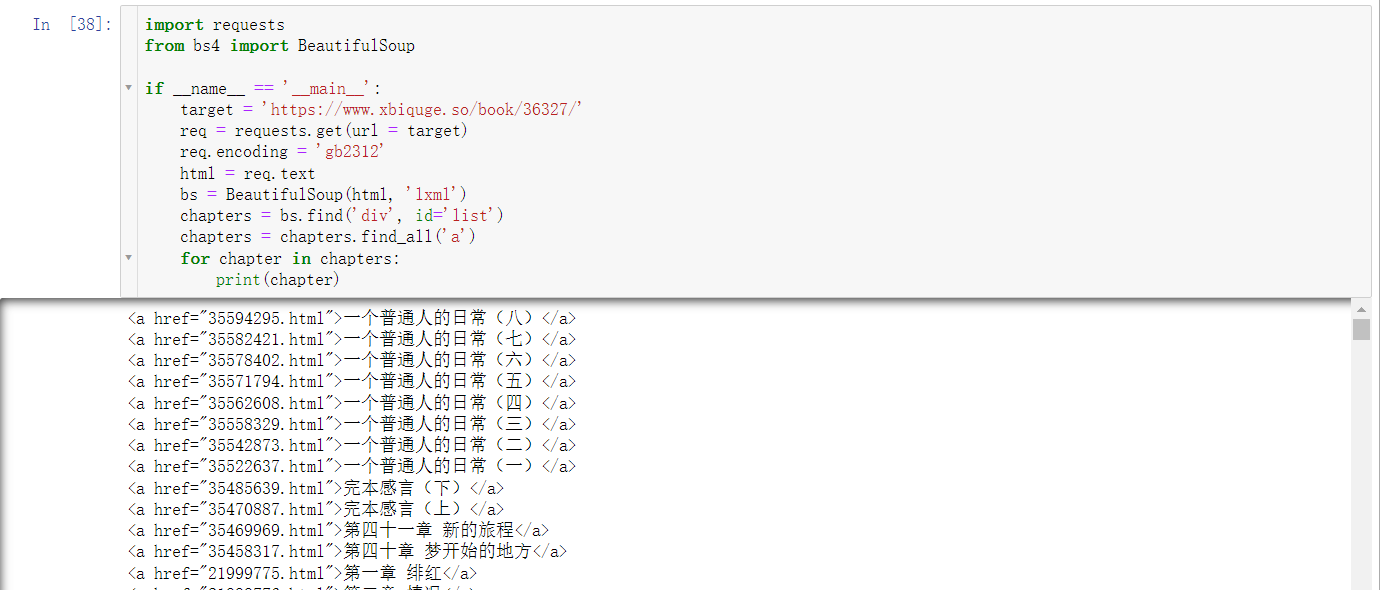 In [38]:
import requests
from bs4 import BeautifulSoup
if __name__ == '__main__':
    target = 'https://www.xbiquge.so/book/36327/'
    req = requests.get(url = target)
    req.encoding = 'gb2312'
    html = req.text
    bs = BeautifulSoup(html, 'lxml')
    chapters = bs.find('div', id='list')
    chapters = chapters.find_all('a')
    for chapter in chapters:
        print(chapter)
<a href="35594295.html">一个普通人的日常（八）</a>
<a href="35582421.html">一个普通人的日常（七）</a>
<a href="35578402.html">一个普通人的日常（六）</a>
<a href="35571794.html">一个普通人的日常（五）</a>
<a href="35562608.html">一个普通人的日常（四）</a>
<a href="35558329.html">一个普通人的日常（三）</a>
<a href="35542873.html">一个普通人的日常（二）</a>
<a href="35522637.html">一个普通人的日常（一）</a>
<a href="35485639.html">完本感言（下）</a>
<a href="35470887.html">完本感言（上）</a>
<a href="35469969.html">第四十一章 新的旅程</a>
<a href="35458317.html">第四十章 梦开始的地方</a>
<a href="21999775.html">第一章 绯红</a>